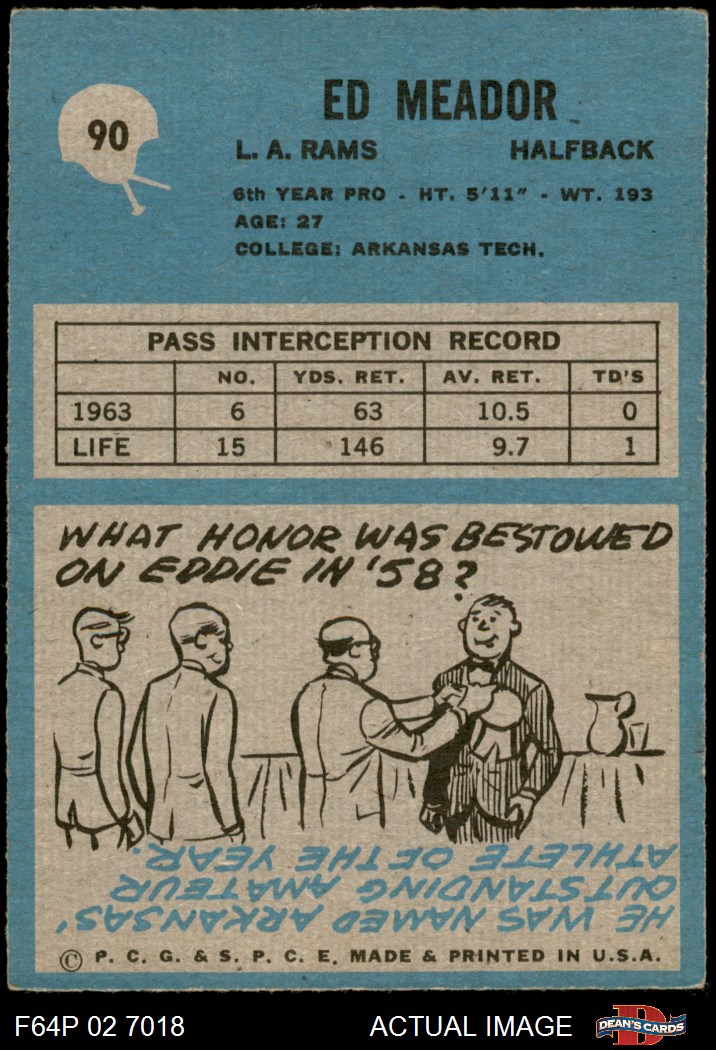 90
ED MEADOR
L. A. RAMS HALFBACK
6th YEAR PRO - HT. 5'11" - WT. 193
AGE: 27
COLLEGE: ARKANSAS TECH.
PASS INTERCEPTION RECORD
NO. YDS. RET. AV. RET. TD'S
1963 6 63 10.5 0
LIFE 15 146 9.7 1
WHAT HONOR WAS BESTOWED
ON EDDIE IN '58?
HE WAS NAMED ARKANSAS'
OUTSTANDING AMATEUR
ATHLETE OF THE YEAR.
© P. C. G. & S. P. C. E. MADE & PRINTED IN U.S.A.
F64P 02 7018 ACTUAL IMAGE
D
DEAN'S CARDS